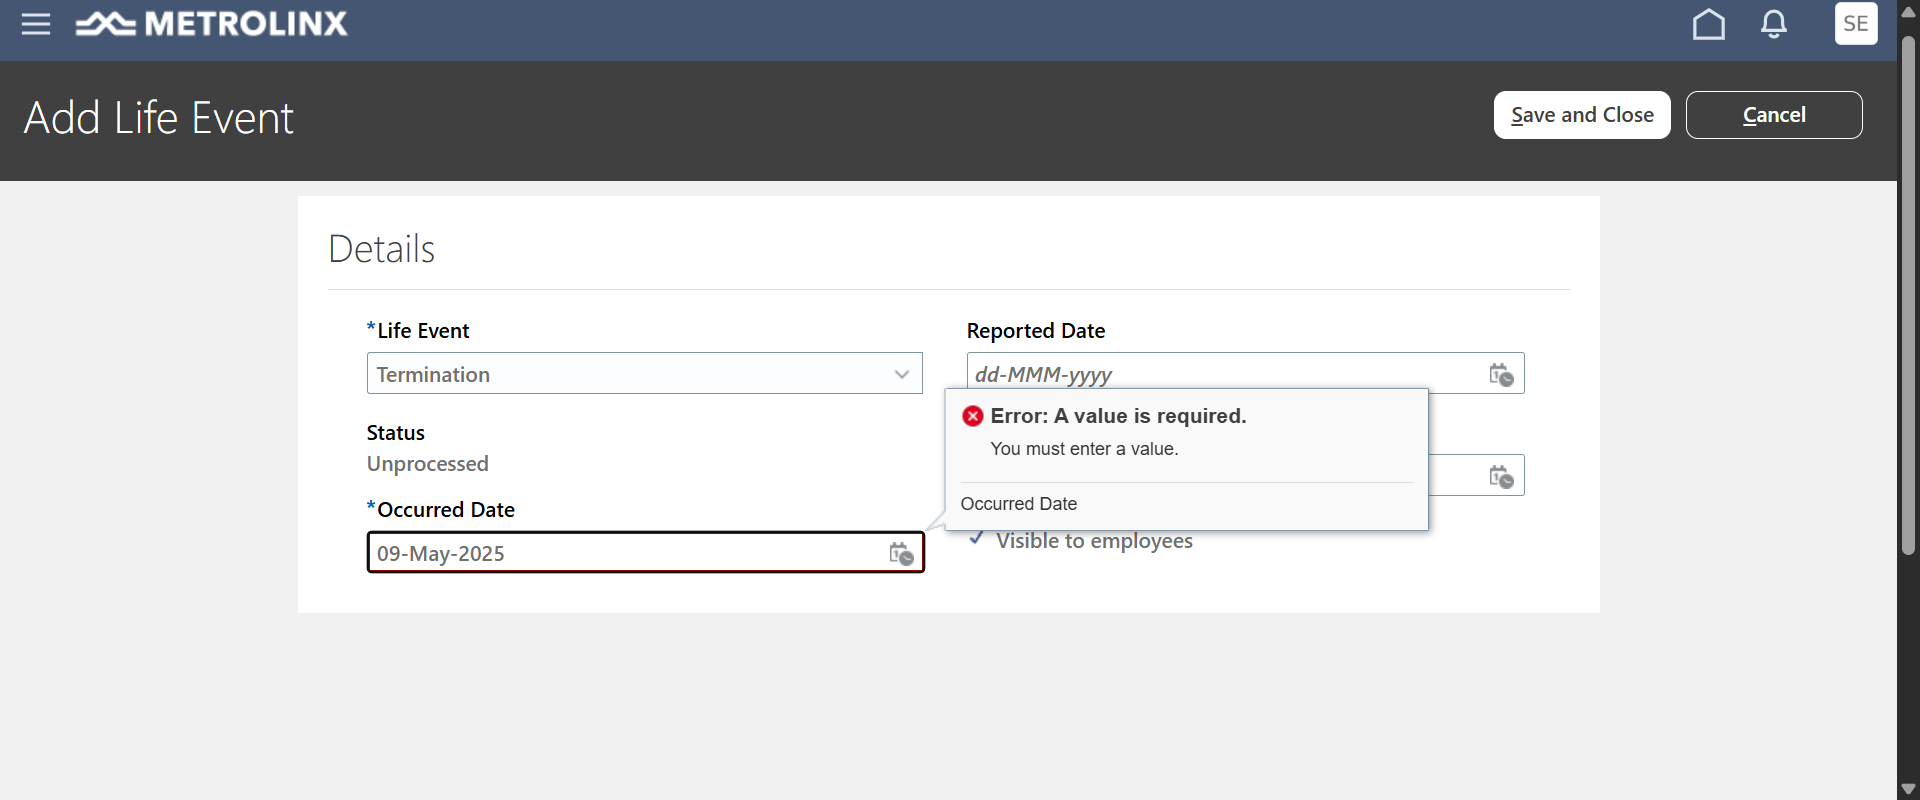 METROLINX
SE
Add Life Event
Save and Close
Cancel
Details
*Life Event
Termination
Reported Date
dd-MMM-yyyy
Error: A value is required.
You must enter a value.
Occurred Date
Status
Unprocessed
*Occurred Date
09-May-2025
Visible to employees